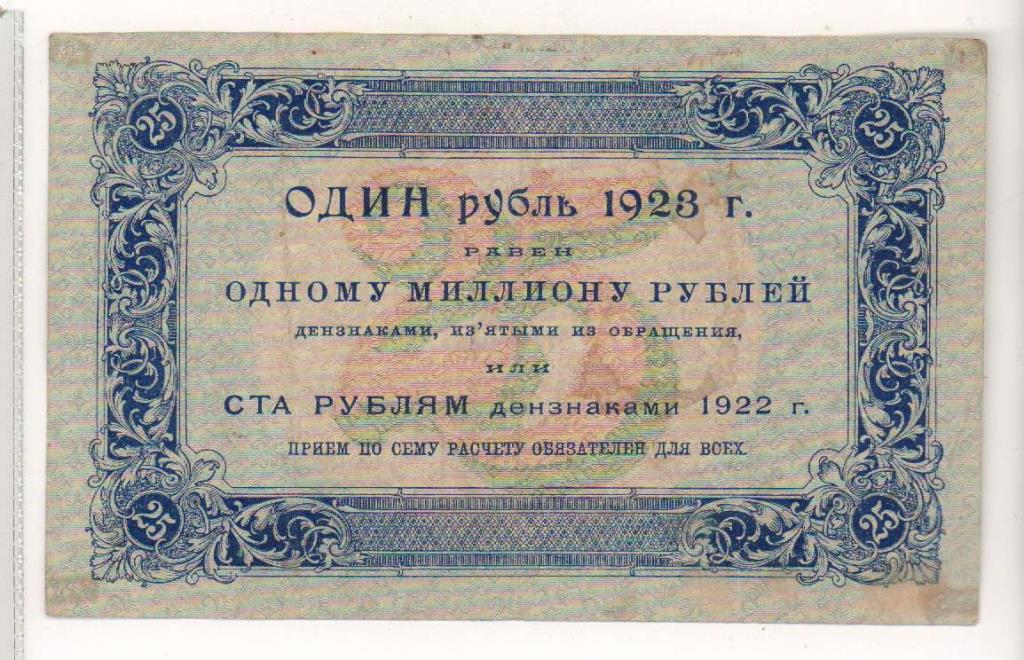 25 25
ОДИН рубль 1923 г.
РАВЕН
ОДНОМУ МИЛЛИОНУ РУБЛЕЙ
ДЕНЗНАКАМИ, ИЗ'ЯТЫМИ ИЗ ОБРАЩЕНИЯ,
ИЛИ
СТА РУБЛЯМ дензнаками 1922 г.
ПРИЕМ ПО СЕМУ РАСЧЕТУ ОБЯЗАТЕЛЕН ДЛЯ ВСЕХ.
25 25